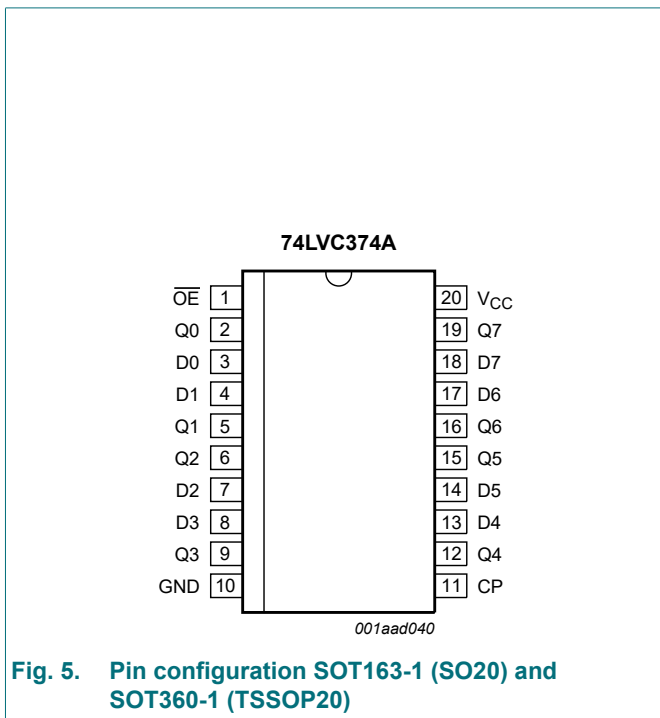 74LVC374A
OE 1 20 VCC
Q0 2 19 Q7
D0 3 18 D7
D1 4 17 D6
Q1 5 16 Q6
Q2 6 15 Q5
D2 7 14 D5
D3 8 13 D4
Q3 9 12 Q4
GND 10 11 CP
001aad040
Fig. 5. Pin configuration SOT163-1 (SO20) and
SOT360-1 (TSSOP20)